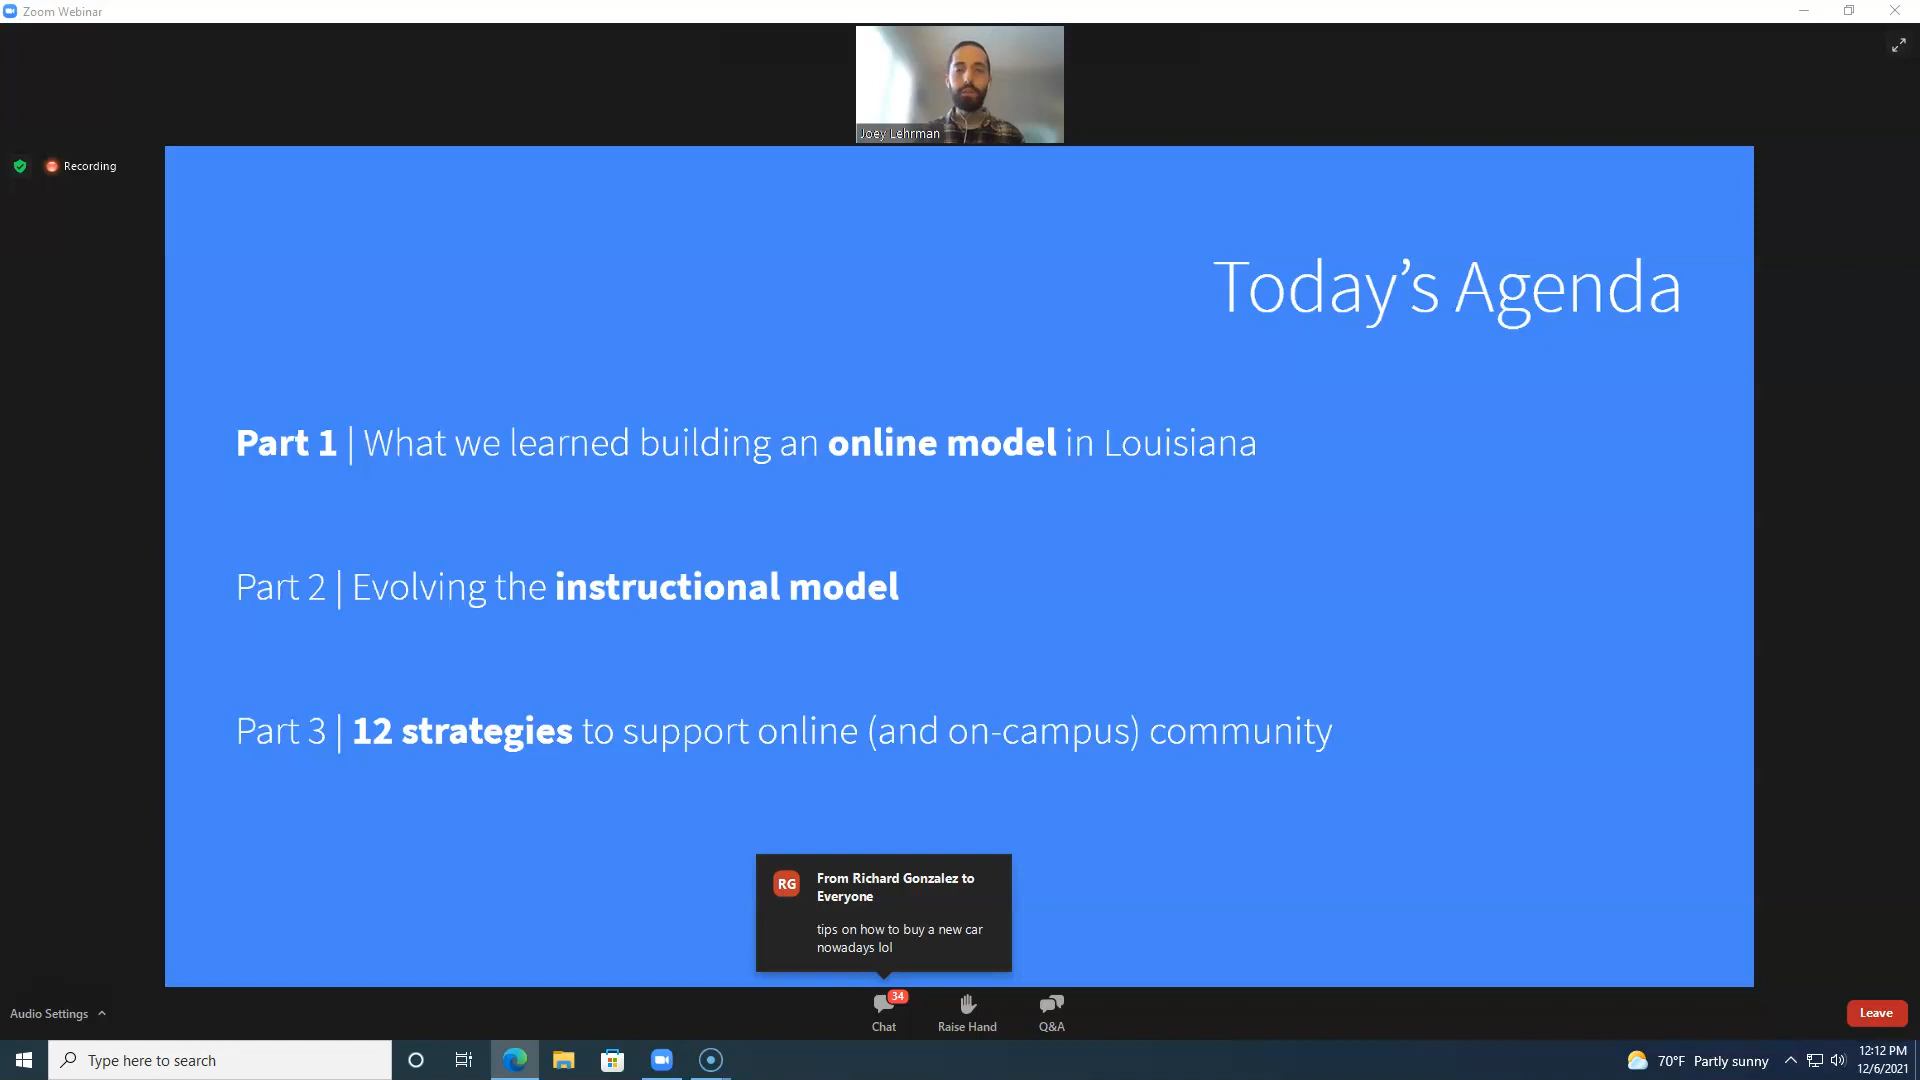 Zoom Webinar
Joey Lehrman
Recording
Today's Agenda
Part 1 | What we learned building an online model in Louisiana
Part 2 | Evolving the instructional model
Part 3 | 12 strategies to support online (and on-campus) community
RG
From Richard Gonzalez to
Everyone
tips on how to buy a new car
nowadays lol
Audio Settings
34
Chat
Raise Hand
Q&A
Leave
Type here to search
70°F Partly sunny
12:12 PM
12/6/2021